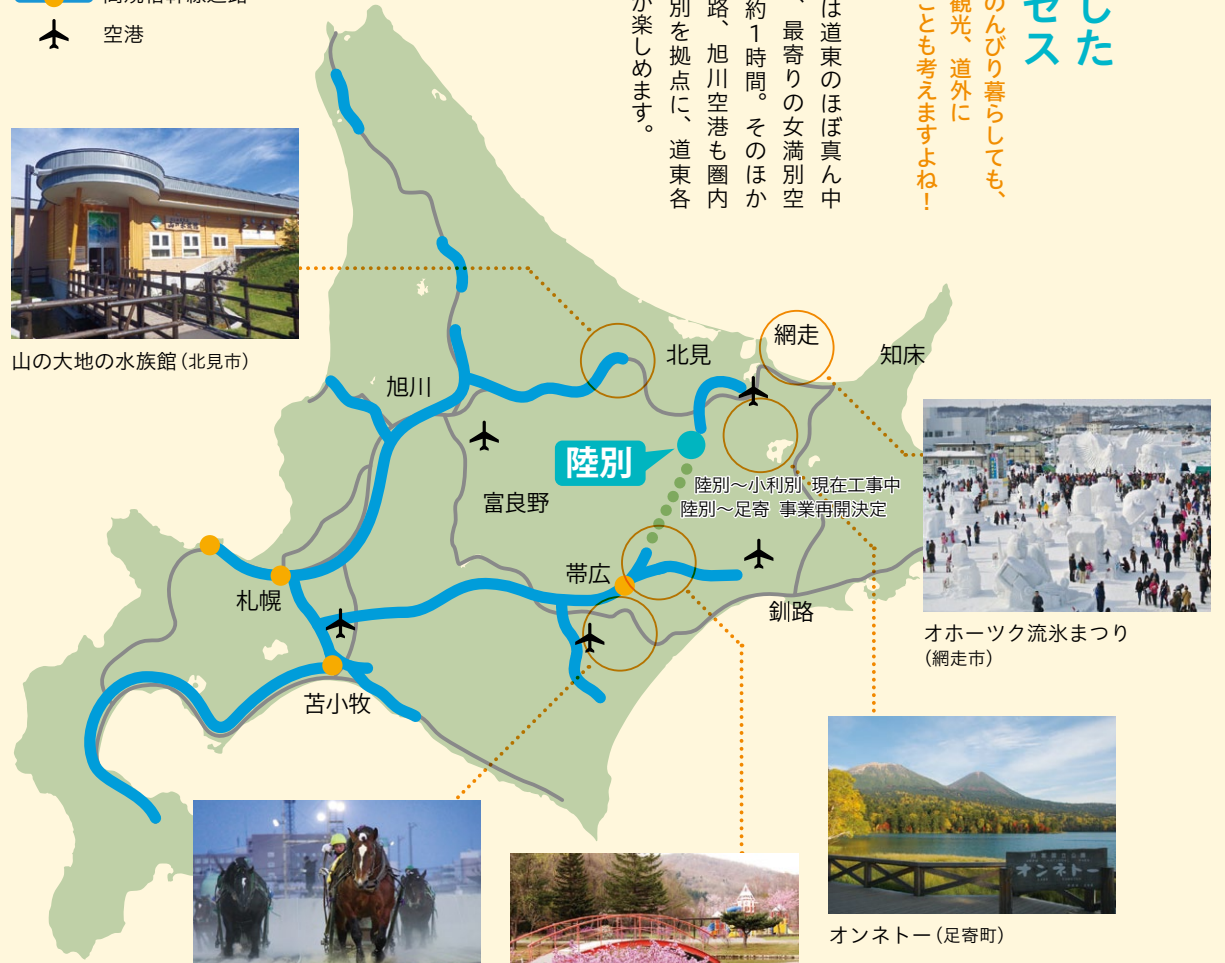 した
セス
のんびり暮らしても、
観光、道外に
ことも考えますよね!
は道東のほぼ真ん中
、最寄りの女満別空
約1時間。そのほか
路、旭川空港も圏内
別を拠点に、道東各
が楽しめます。
空港
山の大地の水族館(北見市)
北見
網走
知床
旭川
陸別
陸別～小利別 現在工事中
陸別～足寄 事業再開決定
富良野
帯広
札幌
釧路
苫小牧
オホーツク流氷まつり
(網走市)
オンネトー
オンネトー(足寄町)